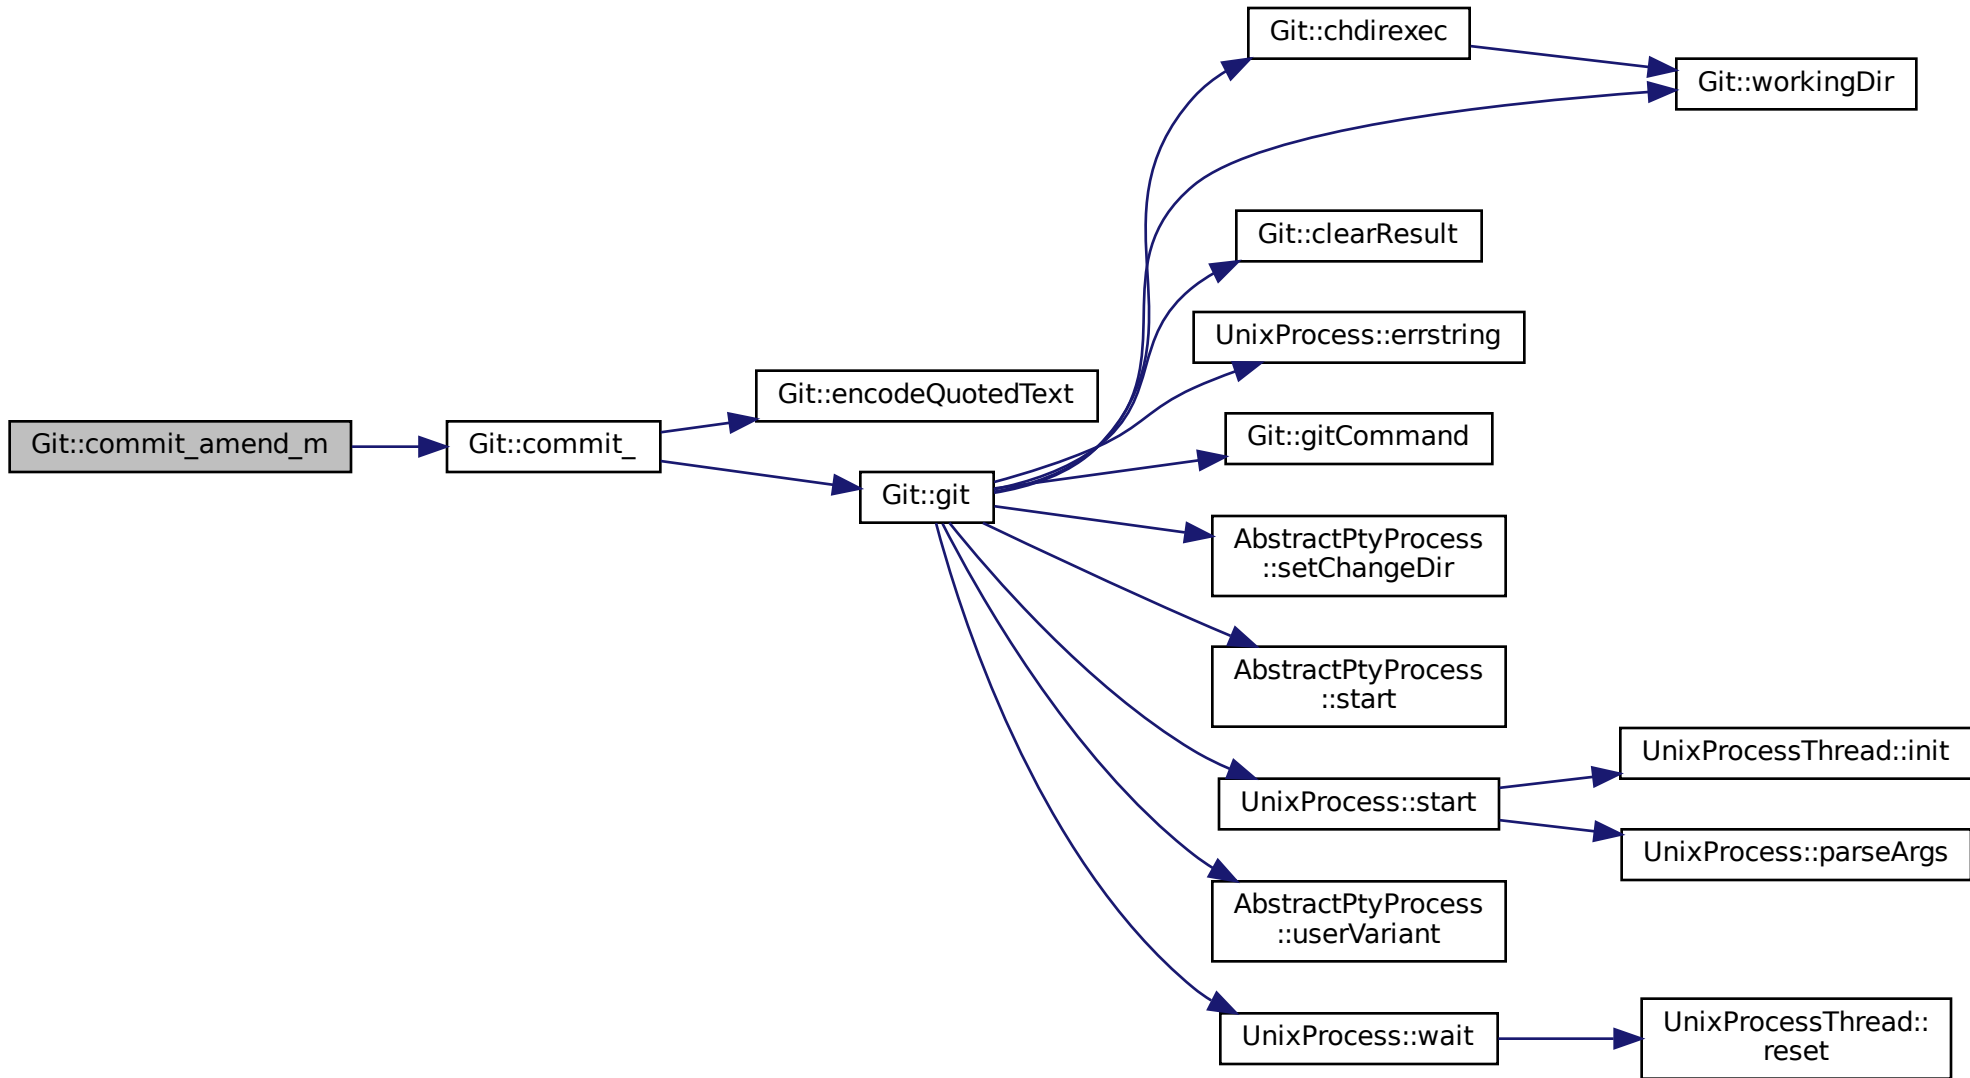 Git::chdirexec
Git::workingDir
Git::clearResult
UnixProcess::errstring
Git::encodeQuotedText
Git::commit_amend_m
Git::commit_
Git::gitCommand
Git::git
AbstractPtyProcess
::setChangeDir
AbstractPtyProcess
::start
UnixProcessThread::init
UnixProcess::start
UnixProcess::parseArgs
AbstractPtyProcess
::userVariant
UnixProcess::wait
UnixProcessThread::
reset